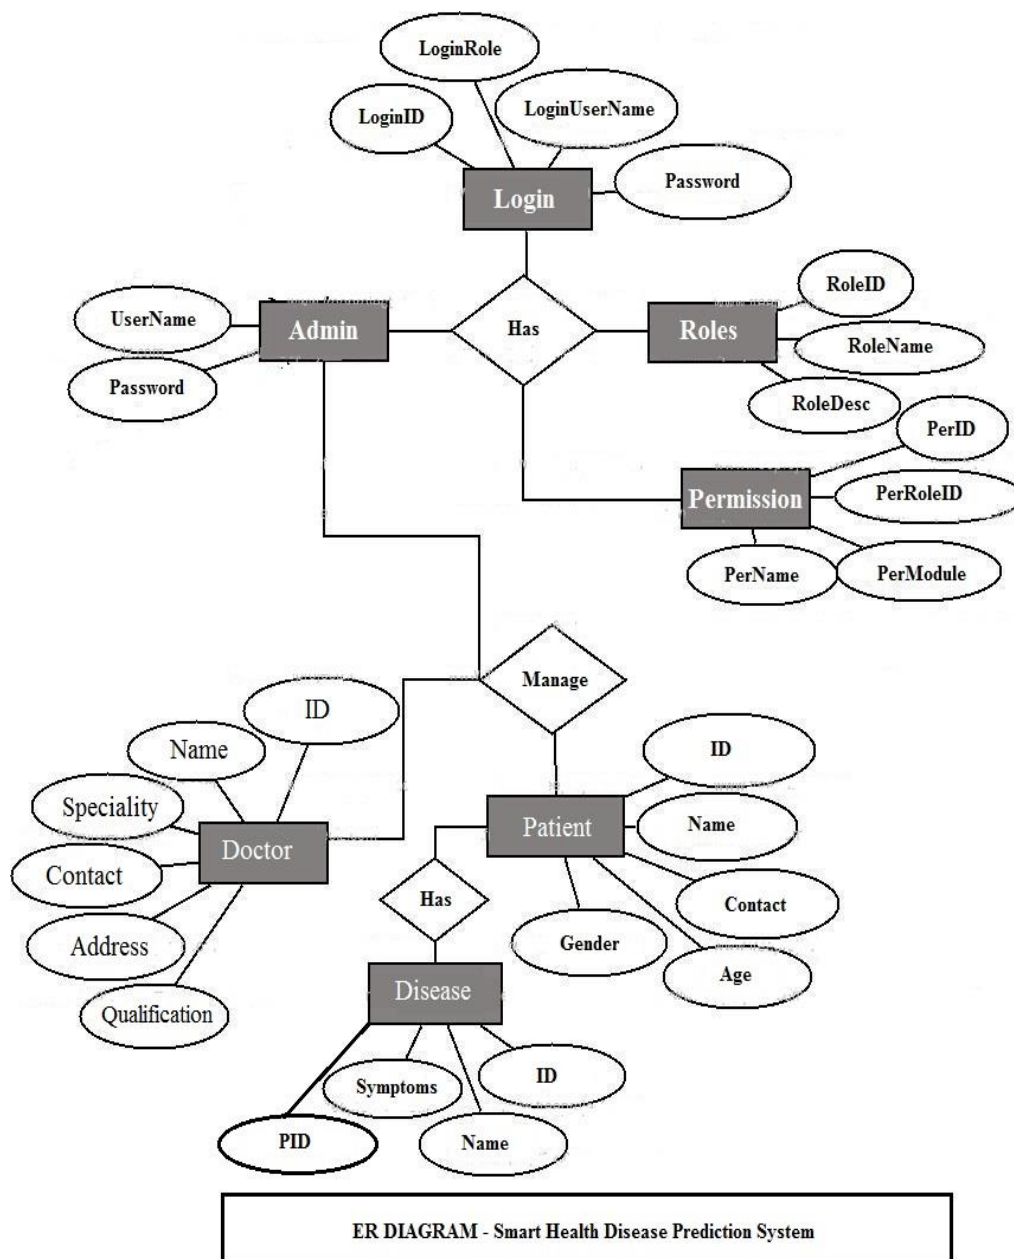 LoginRole
LoginUserName
LoginID
Password
Login
RoleID
UserName
Admin
Has
Roles
RoleName
Password
RoleDesc
PerID
PerRoleID
Permission
PerName
PerModule
Manage
ID
Name
ID
Speciality
Name
Patient
Doctor
Contact
Has
Contact
Gender
Address
Age
Disease
Qualification
Symptoms
ID
PID
Name
ER DIAGRAM - Smart Health Disease Prediction System